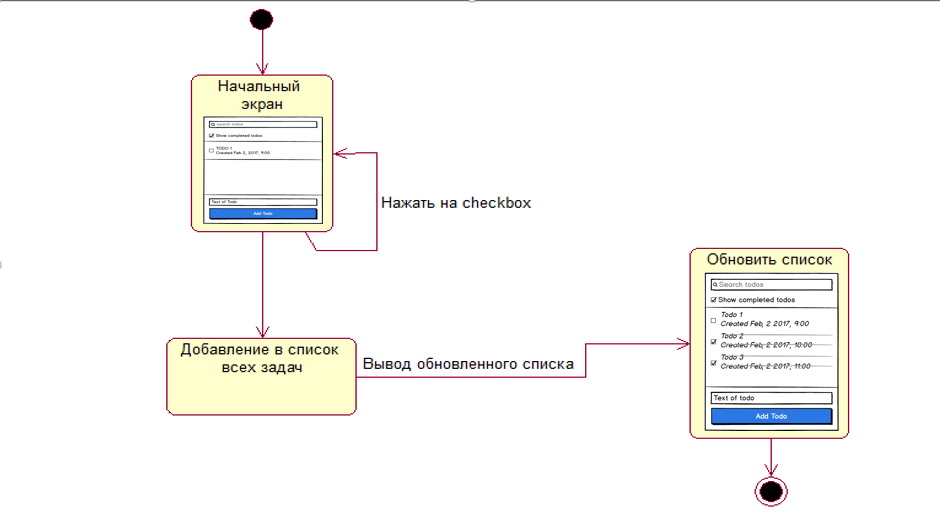 Начальный
экран
Search todos
Show completed todos
TODO 1
Created Feb 2, 2017, 9:00
Text of Todo
Add Todo
Нажать на checkbox
Добавление в список
всех задач
Вывод обновленного списка
Обновить список
Search todos
Show completed todos
Todo 1
Created Feb, 2 2017, 9:00
Todo 2
Created Feb, 2 2017, 10:00
Todo 3
Created Feb, 2 2017, 11:00
Text of todo
Add Todo